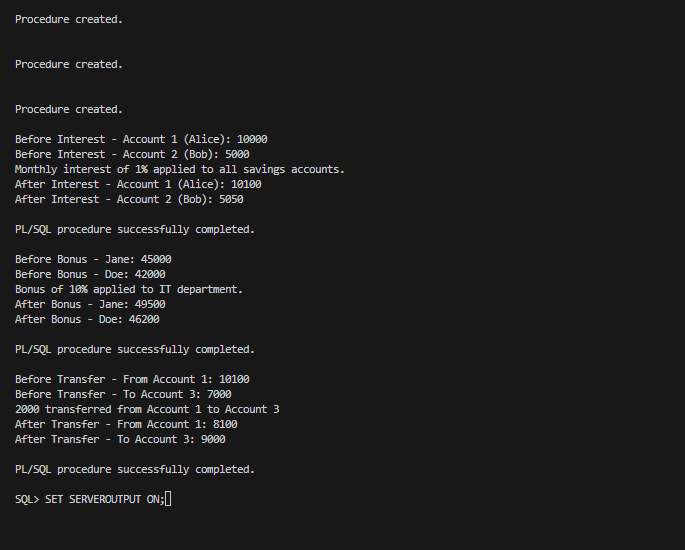 Procedure created.
Procedure created.
Procedure created.
Before Interest - Account 1 (Alice): 10000
Before Interest - Account 2 (Bob): 5000
Monthly interest of 1% applied to all savings accounts.
After Interest - Account 1 (Alice): 10100
After Interest - Account 2 (Bob): 5050
PL/SQL procedure successfully completed.
Before Bonus - Jane: 45000
Before Bonus - Doe: 42000
Bonus of 10% applied to IT department.
After Bonus - Jane: 49500
After Bonus - Doe: 46200
PL/SQL procedure successfully completed.
Before Transfer - From Account 1: 10100
Before Transfer - To Account 3: 7000
2000 transferred from Account 1 to Account 3
After Transfer - From Account 1: 8100
After Transfer - To Account 3: 9000
PL/SQL procedure successfully completed.
SQL> SET SERVEROUTPUT ON;